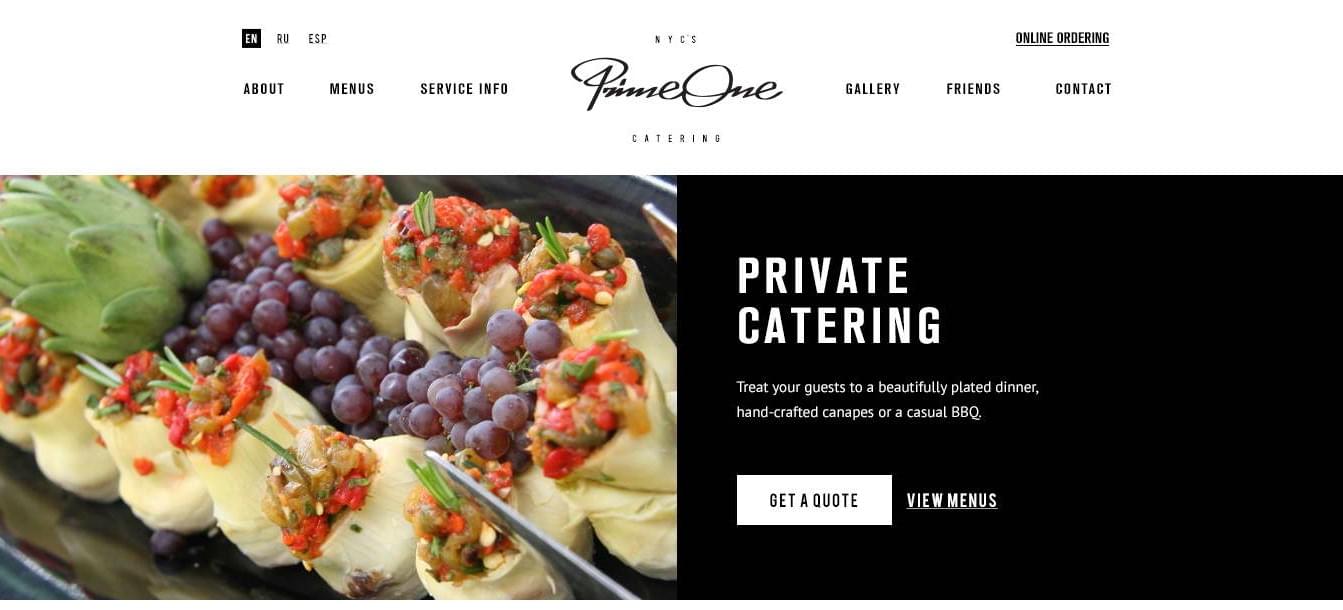 EN RU ESP
NYC'S
ONLINE ORDERING
ABOUT MENUS SERVICE INFO
PrimeOne
GALLERY FRIENDS CONTACT
CATERING
PRIVATE
CATERING
Treat your guests to a beautifully plated dinner,
hand-crafted canapes or a casual BBQ.
GET A QUOTE VIEW MENUS